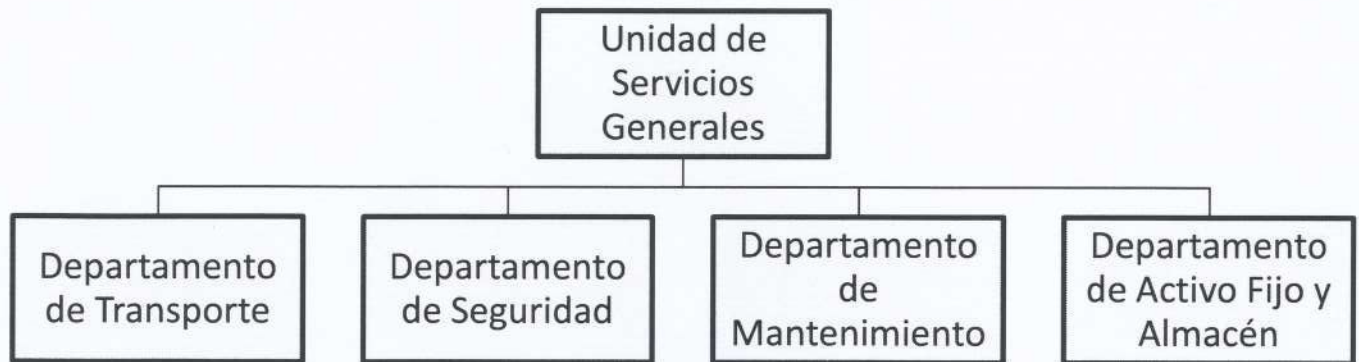 Unidad de
Servicios
Generales
Departamento
de Transporte
Departamento
de Seguridad
Departamento
de
Mantenimiento
Departamento
de Activo Fijo y
Almacén